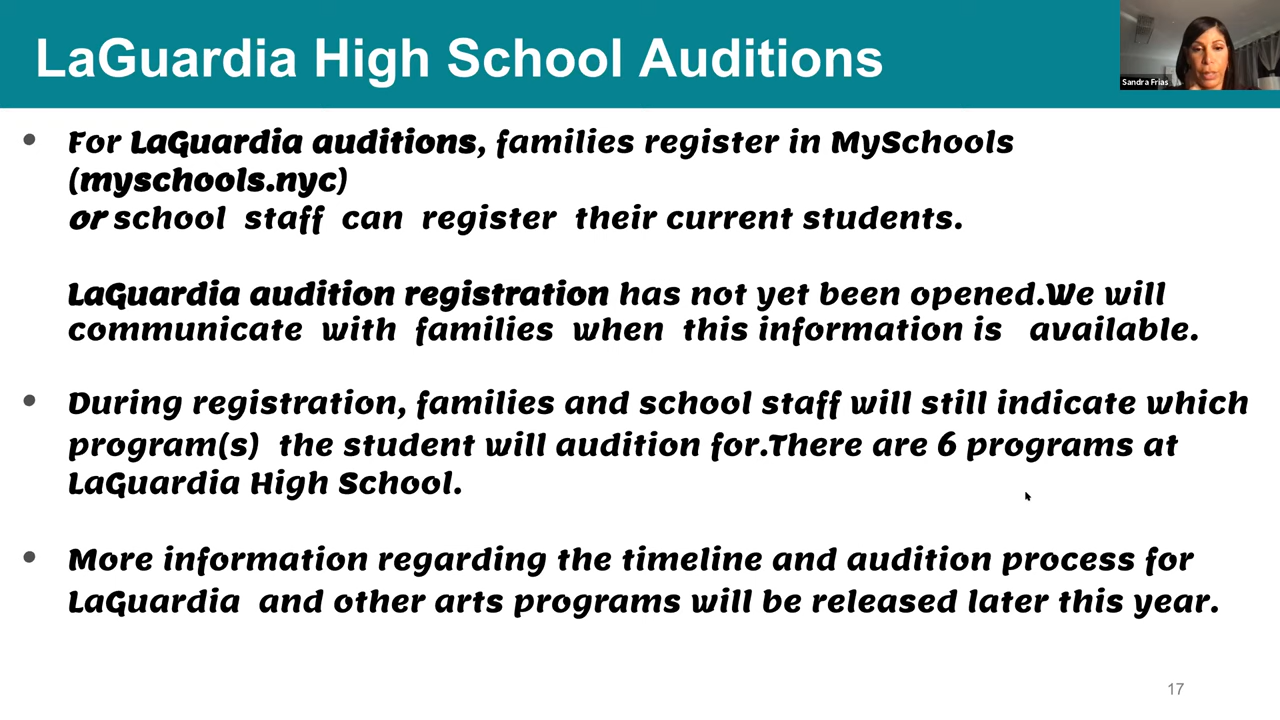 LaGuardia High School Auditions
Sandra Frias
• For LaGuardia auditions, families register in MySchools
(myschools.nyc)
or school staff can register their current students.
LaGuardia audition registration has not yet been opened.We will
communicate with families when this information is available.
• During registration, families and school staff will still indicate which
program(s) the student will audition for.There are 6 programs at
LaGuardia High School.
• More information regarding the timeline and audition process for
LaGuardia and other arts programs will be released later this year.
17